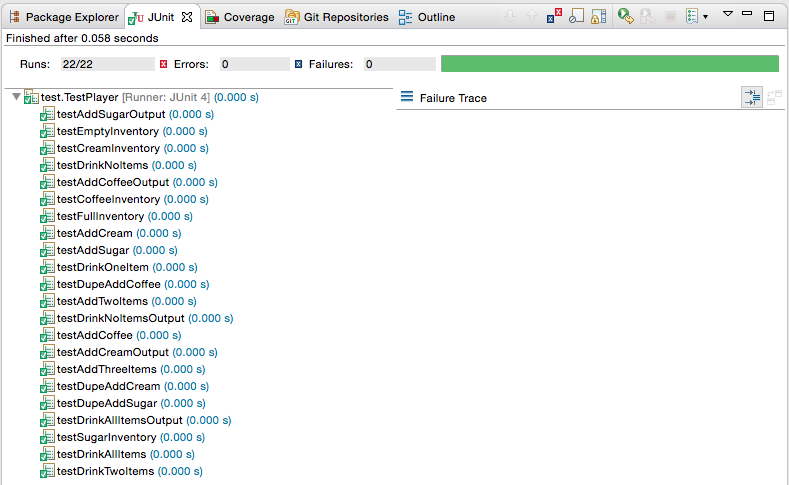 Package Explorer JUnit Coverage Git Repositories Outline
Finished after 0.058 seconds
Runs: 22/22 Errors: 0 Failures: 0
test.TestPlayer [Runner: JUnit 4] (0.000 s)
Failure Trace
testAddSugarOutput (0.000 s)
testEmptyInventory (0.000 s)
testCreamInventory (0.000 s)
testDrinkNoItems (0.000 s)
testAddCoffeeOutput (0.000 s)
testCoffeeInventory (0.000 s)
testFullInventory (0.000 s)
testAddCream (0.000 s)
testAddSugar (0.000 s)
testDrinkOneItem (0.000 s)
testDupeAddCoffee (0.000 s)
testAddTwoItems (0.000 s)
testDrinkNoItemsOutput (0.000 s)
testAddCoffee (0.000 s)
testAddCreamOutput (0.000 s)
testAddThreeItems (0.000 s)
testDupeAddCream (0.000 s)
testDupeAddSugar (0.000 s)
testDrinkAllItemsOutput (0.000 s)
testSugarInventory (0.000 s)
testDrinkAllItems (0.000 s)
testDrinkTwoItems (0.000 s)